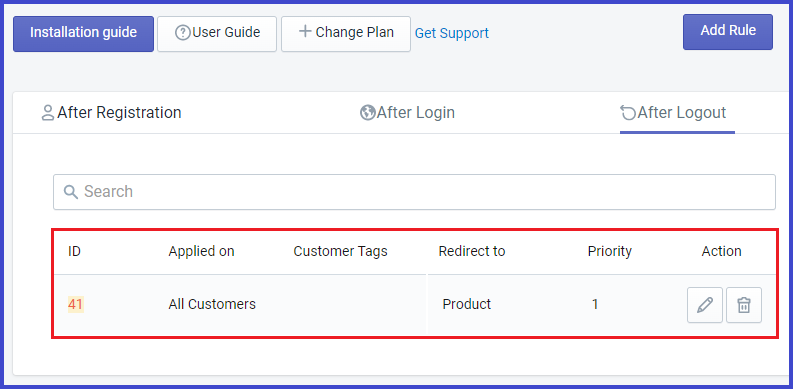 Installation guide User Guide Change Plan Get Support Add Rule
After Registration After Login After Logout
Search
ID Applied on Customer Tags Redirect to Priority Action
41 All Customers Product 1